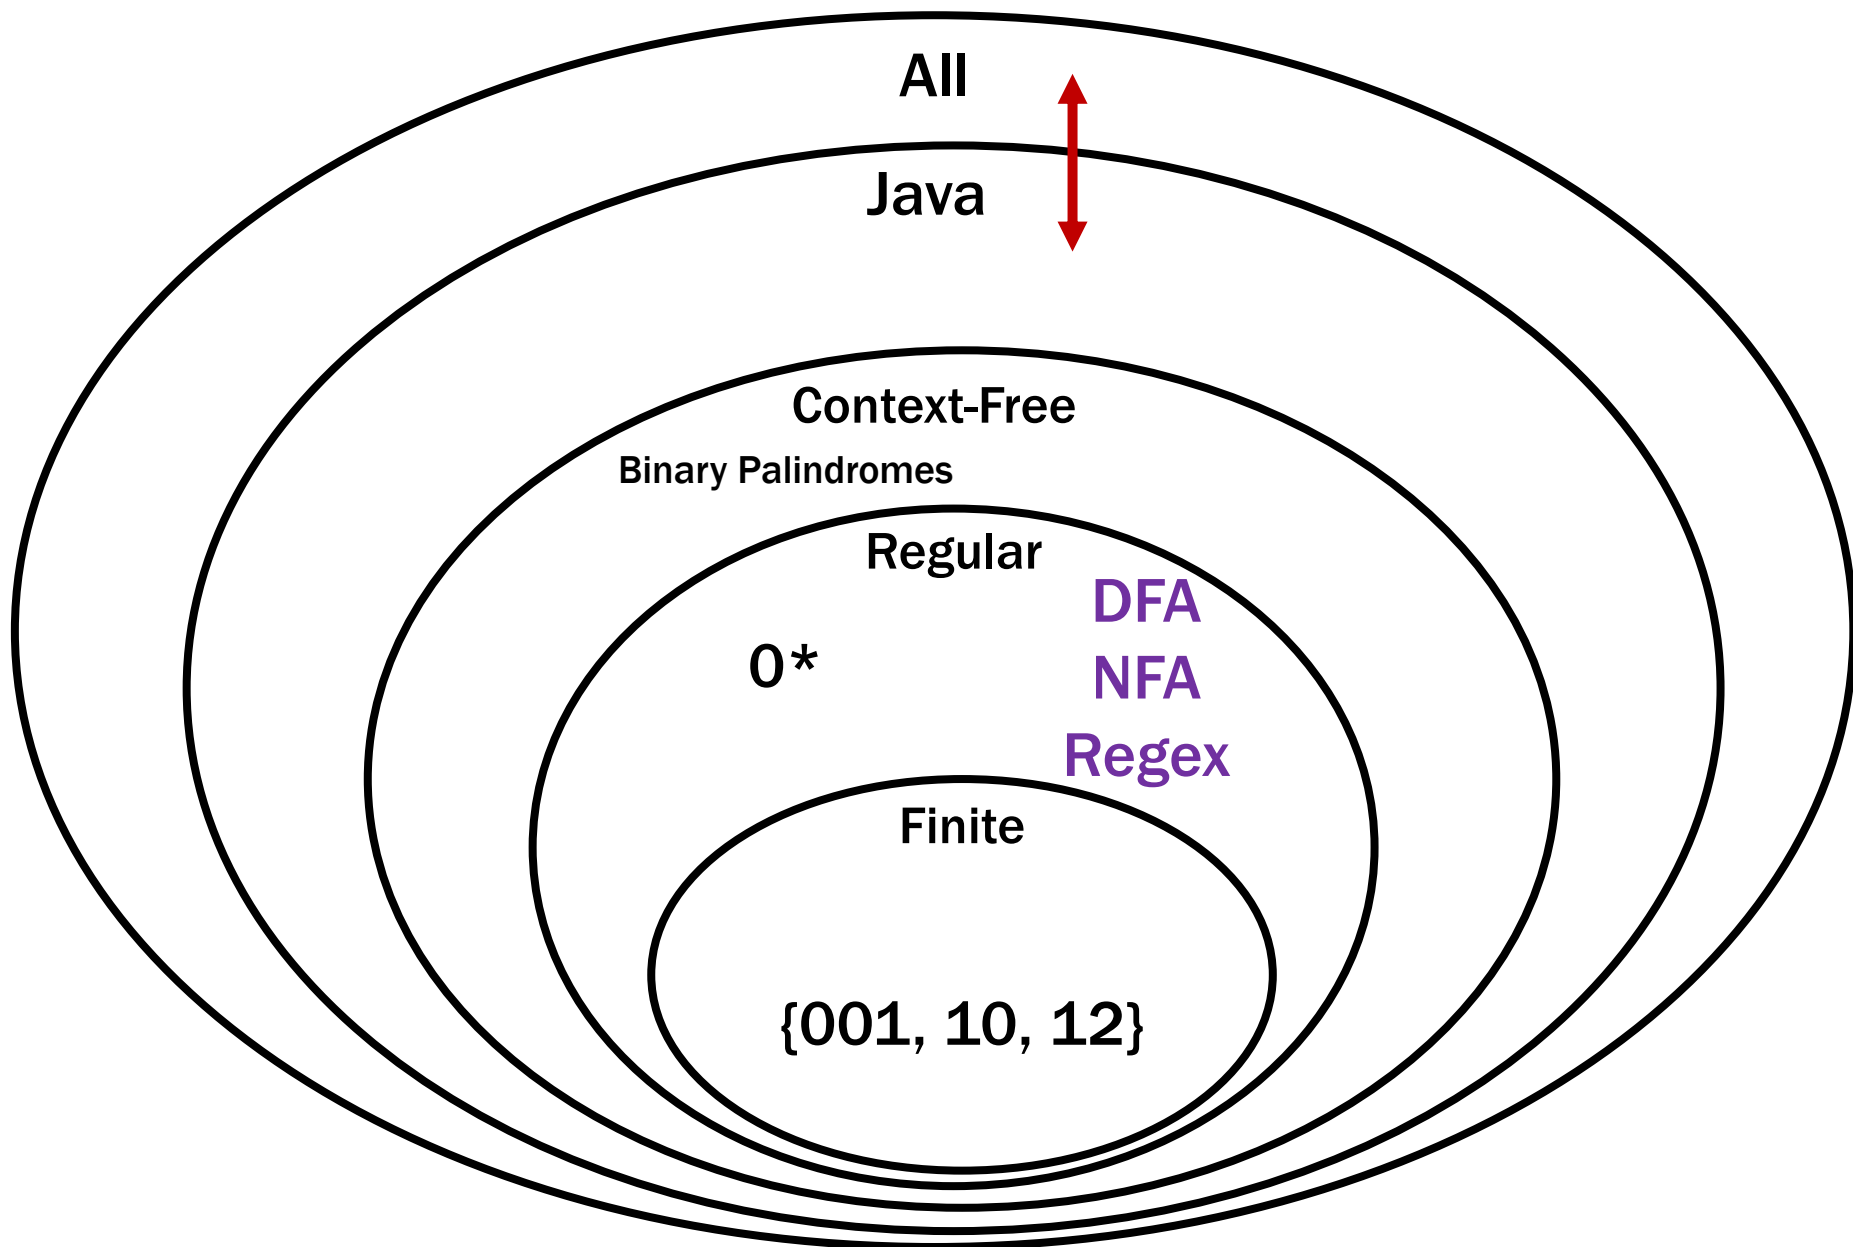 All
Java
Context-Free
Binary Palindromes
Regular
DFA
0*
NFA
Regex
Finite
{001, 10, 12}